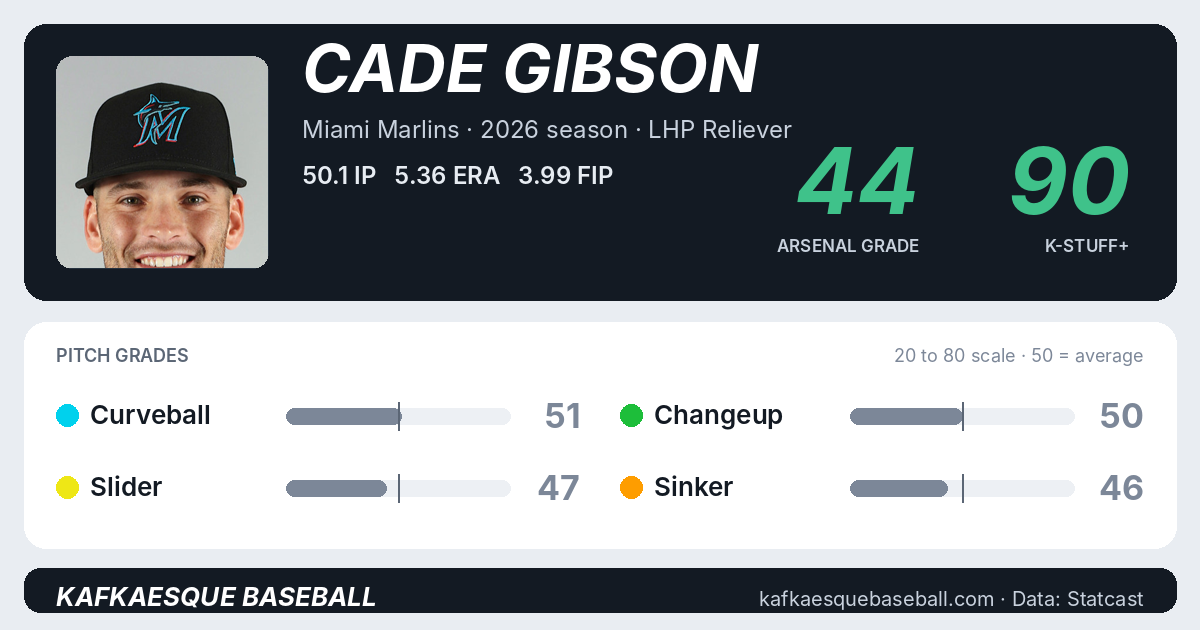 CADE GIBSON
Miami Marlins · 2026 season · LHP Reliever
50.1 IP 5.36 ERA 3.99 FIP
44 90
ARSENAL GRADE K-STUFF+
PITCH GRADES 20 to 80 scale · 50 = average
Curveball 51 Changeup 50
Slider 47 Sinker 46
KAFKAESQUE BASEBALL kafkaesquebaseball.com · Data: Statcast